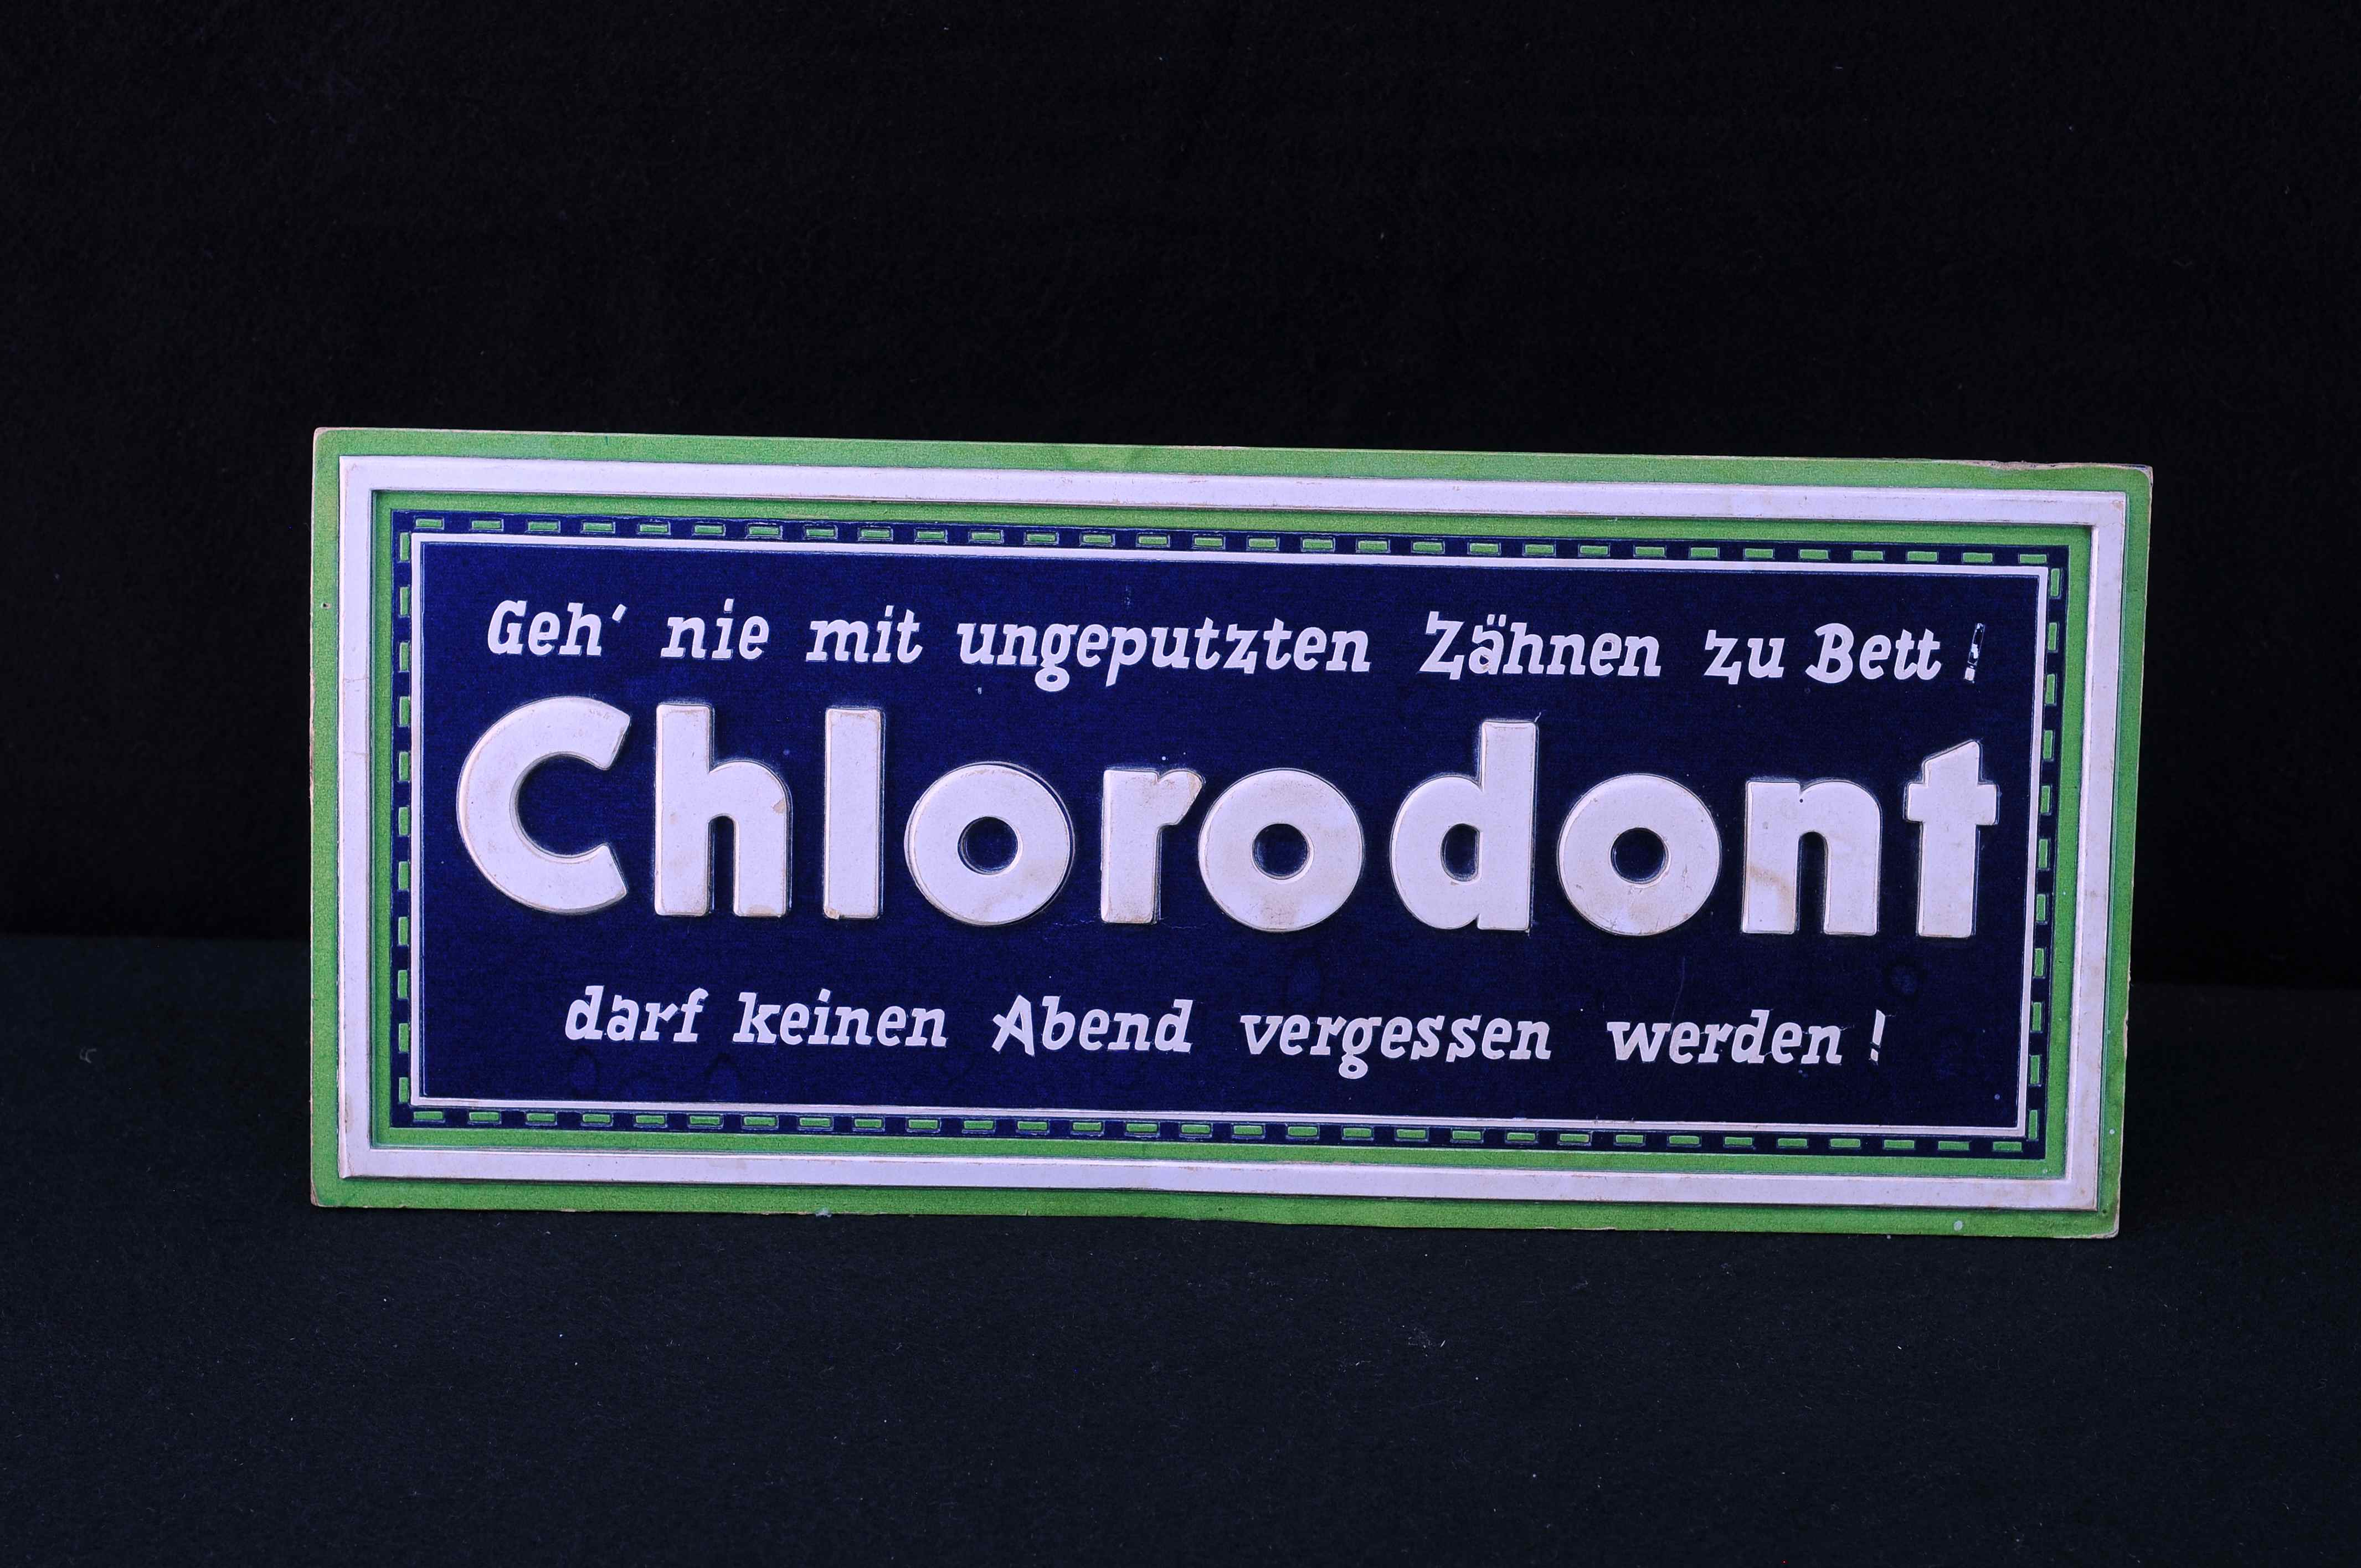 Geh' nie mit ungeputzten Zähnen zu Bett!
Chlorodont
darf keinen Abend vergessen werden!